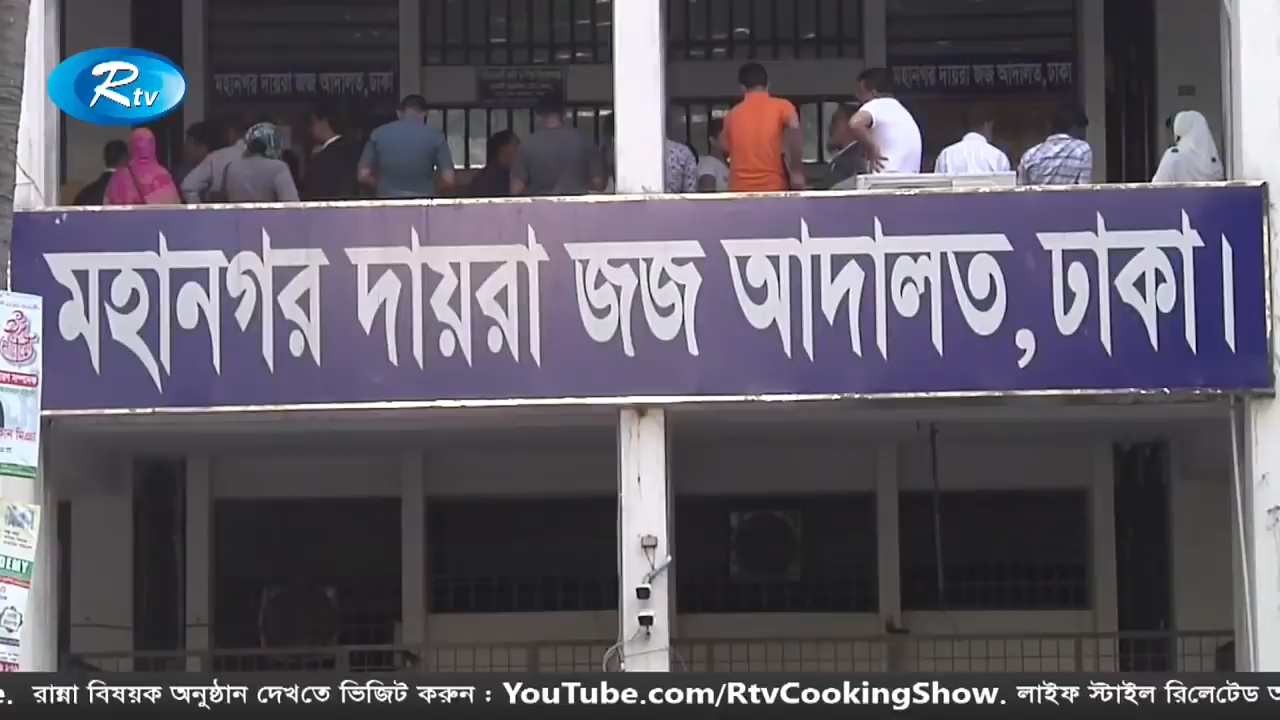 Rtv
মহানগর দায়রা জজ আদালত, ঢাকা
মহানগর দায়রা জজ আদালত, ঢাকা
মহানগর দায়রা জজ আদালত, ঢাকা।
DEMY
e. রান্না বিষয়ক অনুষ্ঠান দেখতে ভিজিট করুন : YouTube.com/RtvCookingShow. লাইফ স্টাইল রিলেটেড